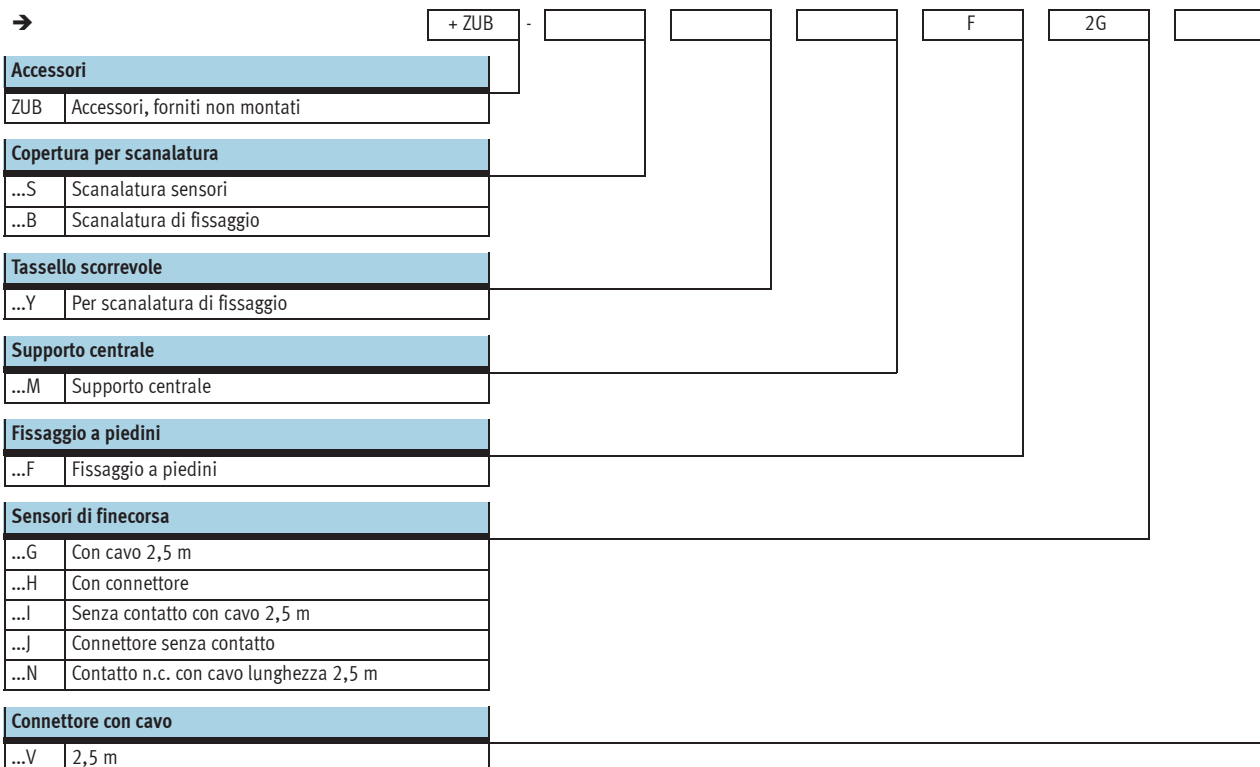 ➔ + ZUB - F 2G
Accessori
ZUB Accessori, forniti non montati
Copertura per scanalatura
...S Scanalatura sensori
...B Scanalatura di fissaggio
Tassello scorrevole
...Y Per scanalatura di fissaggio
Supporto centrale
...M Supporto centrale
Fissaggio a piedini
...F Fissaggio a piedini
Sensori di finecorsa
...G Con cavo 2,5 m
...H Con connettore
...I Senza contatto con cavo 2,5 m
...J Connettore senza contatto
...N Contatto n.c. con cavo lunghezza 2,5 m
Connettore con cavo
...V 2,5 m